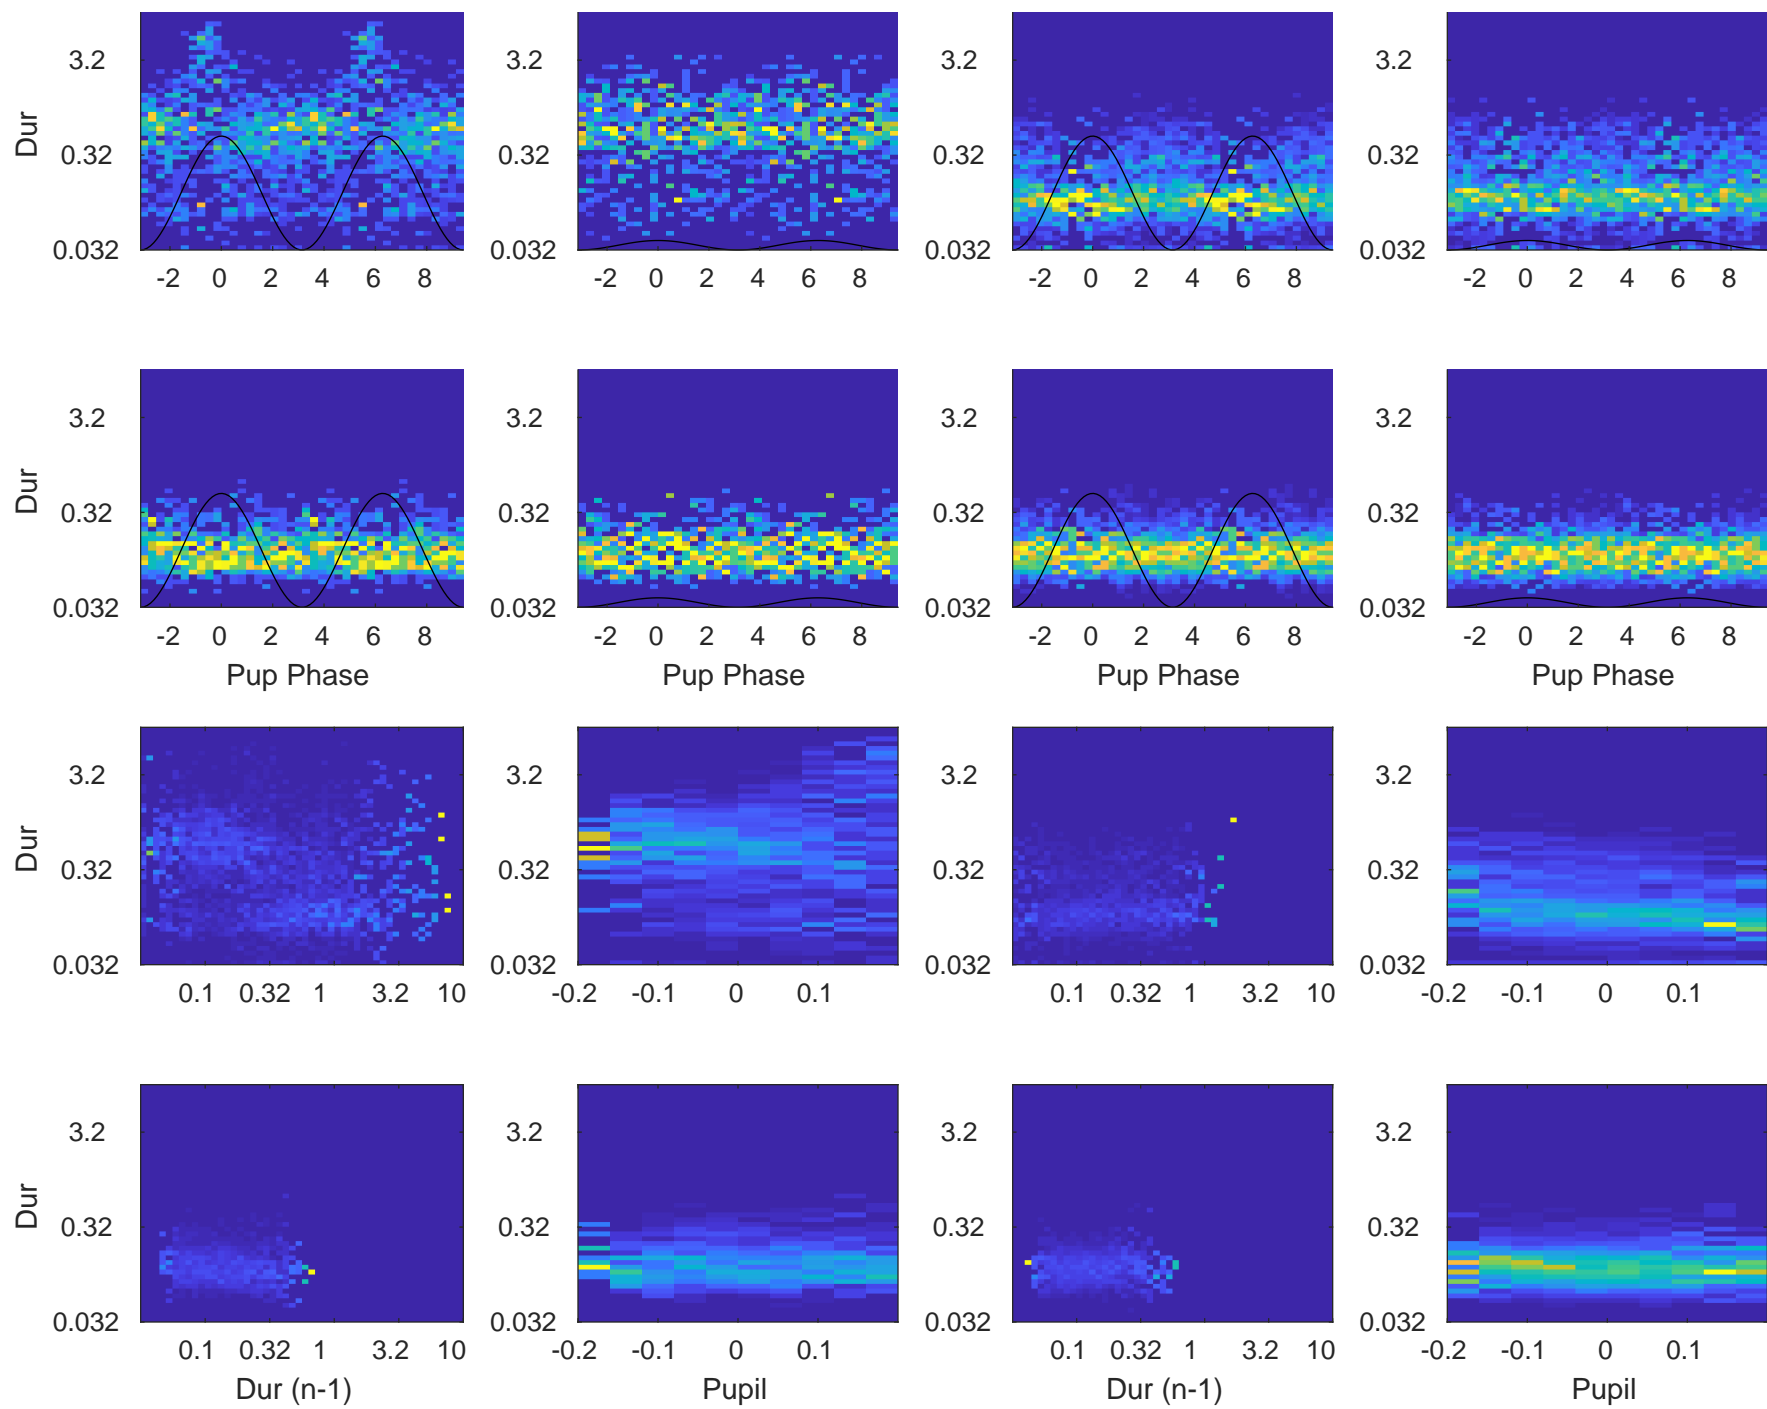 3.2 3.2 3.2 3.2
Dur
0.32 0.32 0.32 0.32
0.032 0.032 0.032 0.032
-2 0 2 4 6 8 -2 0 2 4 6 8 -2 0 2 4 6 8 -2 0 2 4 6 8
3.2 3.2 3.2 3.2
Dur
0.32 0.32 0.32 0.32
0.032 0.032 0.032 0.032
-2 0 2 4 6 8 -2 0 2 4 6 8 -2 0 2 4 6 8 -2 0 2 4 6 8
Pup Phase Pup Phase Pup Phase Pup Phase
3.2 3.2 3.2 3.2
Dur
0.32 0.32 0.32 0.32
0.032 0.032 0.032 0.032
0.1 0.32 1 3.2 10 -0.2 -0.1 0 0.1 0.1 0.32 1 3.2 10 -0.2 -0.1 0 0.1
3.2 3.2 3.2 3.2
Dur
0.32 0.32 0.32 0.32
0.032 0.032 0.032 0.032
0.1 0.32 1 3.2 10 -0.2 -0.1 0 0.1 0.1 0.32 1 3.2 10 -0.2 -0.1 0 0.1
Dur (n-1) Pupil Dur (n-1) Pupil